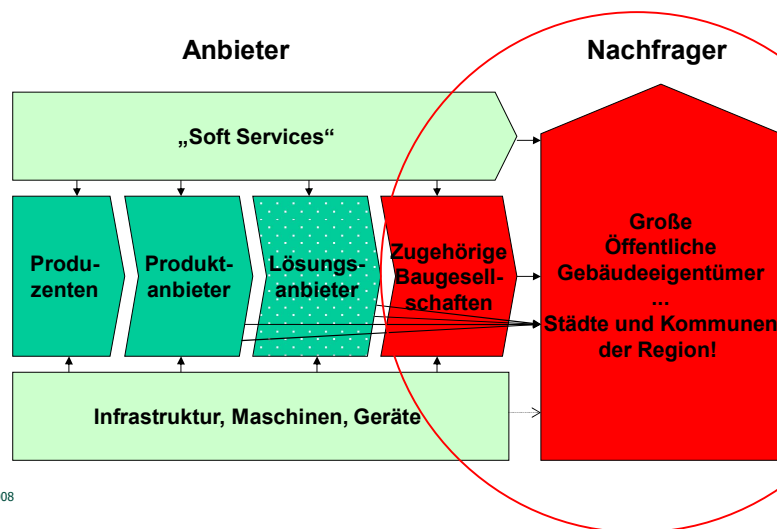 Anbieter
Nachfrager
„Soft Services“
Produ-
zenten
Produkt-
anbieter
Lösungs-
anbieter
Zugehörige
Baugesell-
schaften
Große
Öffentliche
Gebäudeeigentümer
...
Städte und Kommunen
der Region!
Infrastruktur, Maschinen, Geräte
08